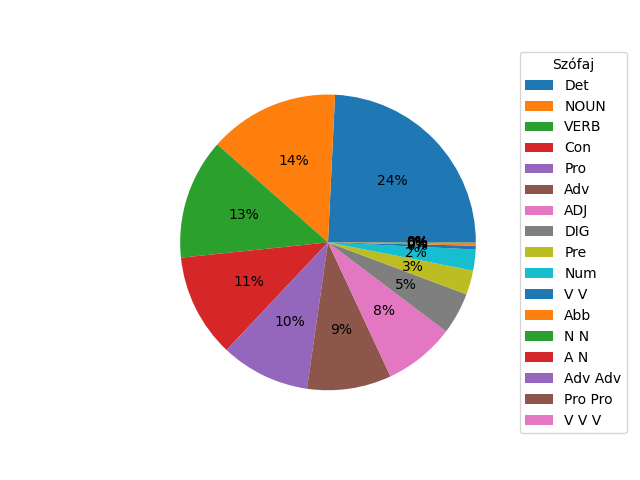 Szófaj
Det
NOUN
VERB
Con
Pro
Adv
ADJ
DIG
Pre
Num
V V
Abb
N N
A N
Adv Adv
Pro Pro
V V V
24%
14%
13%
11%
10%
9%
8%
5%
3%
2%